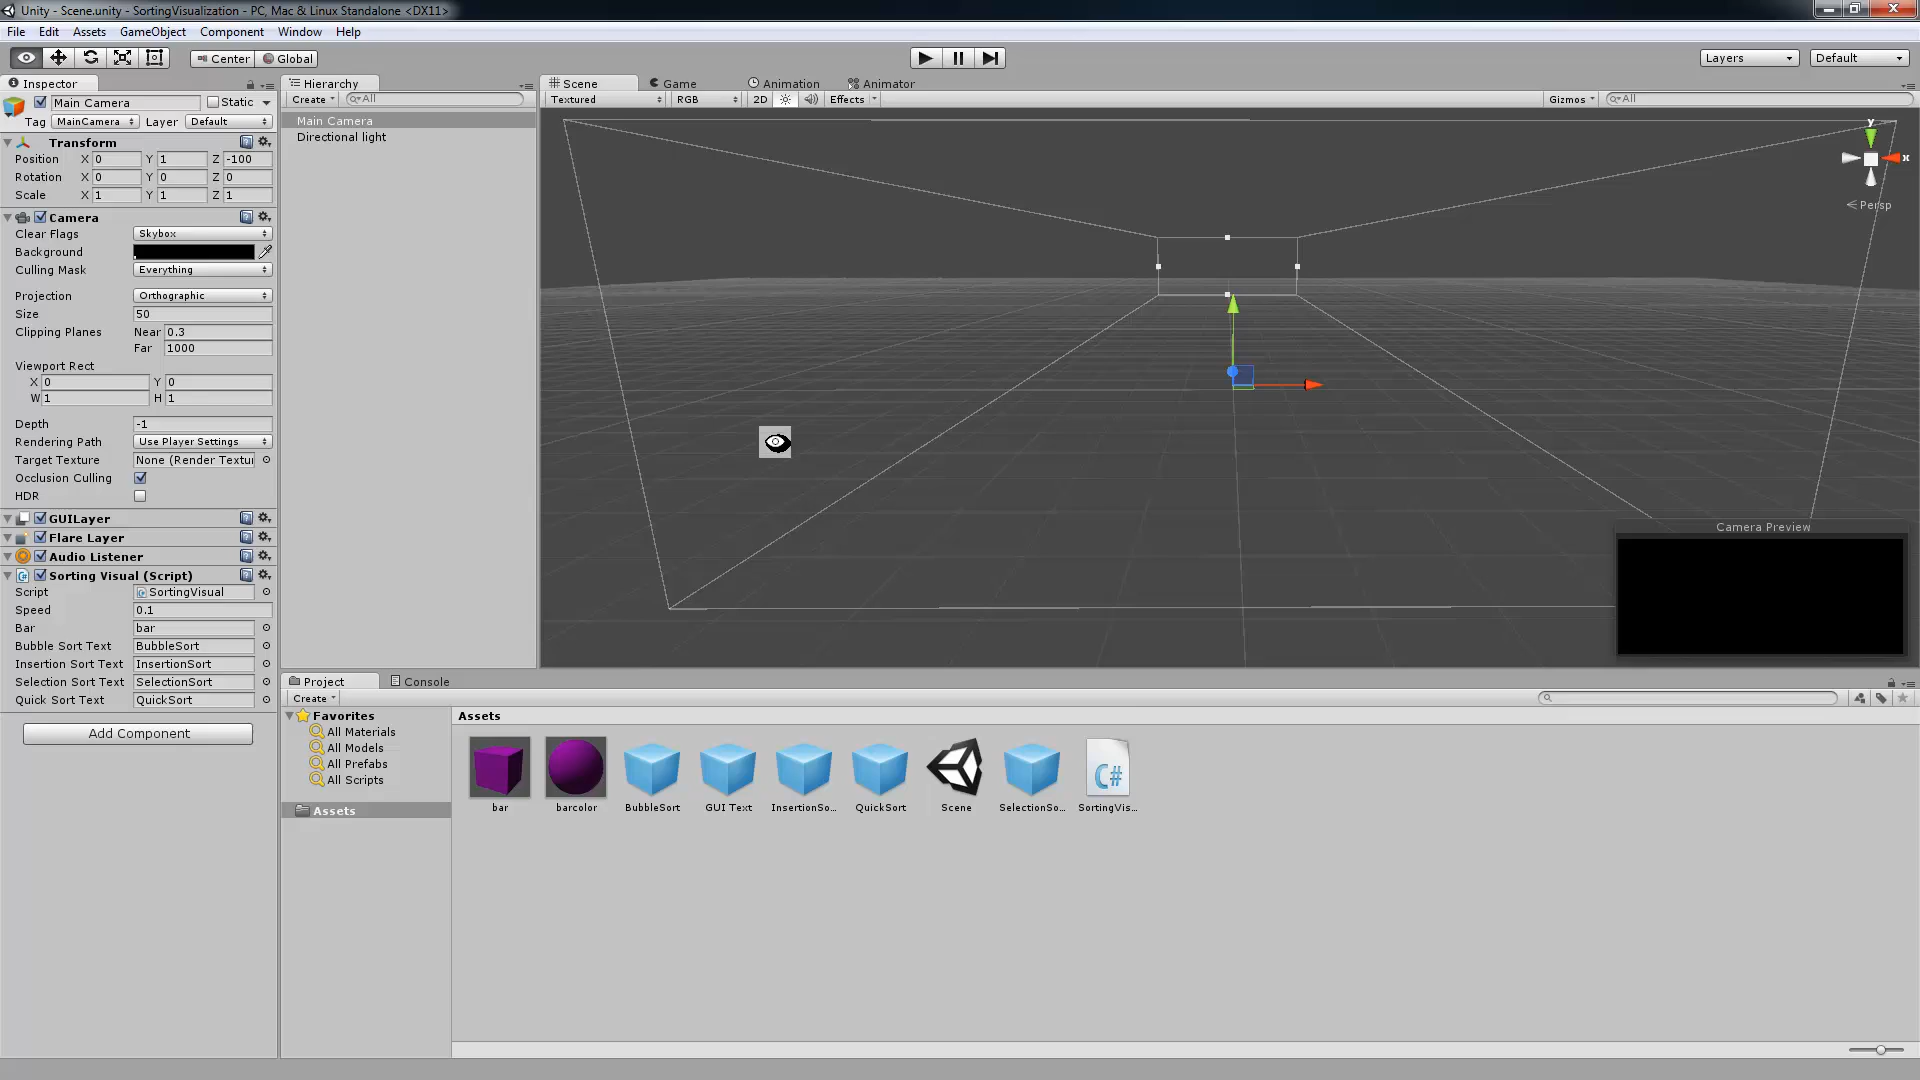 Unity - Scene.unity - SortingVisualization - PC, Mac & Linux Standalone <DX11>
File Edit Assets GameObject Component Window Help
Center Global
Layers Default
Inspector
Main Camera Static
Tag MainCamera Layer Default
Transform
Position X 0 Y 1 Z -100
Rotation X 0 Y 0 Z 0
Scale X 1 Y 1 Z 1
Camera
Clear Flags Skybox
Background
Culling Mask Everything
Projection Orthographic
Size 50
Clipping Planes Near 0.3
Far 1000
Viewport Rect
X 0 Y 0
W 1 H 1
Depth -1
Rendering Path Use Player Settings
Target Texture None (Render Textu
Occlusion Culling
HDR
GUILayer
Flare Layer
Audio Listener
Sorting Visual (Script)
Script SortingVisual
Speed 0.1
Bar bar
Bubble Sort Text BubbleSort
Insertion Sort Text InsertionSort
Selection Sort Text SelectionSort
Quick Sort Text QuickSort
Add Component
Hierarchy
Create All
Main Camera
Directional light
Scene Game Animation Animator
Textured RGB 2D Effects Gizmos All
y
x
Persp
Camera Preview
Project Console
Create
Favorites
All Materials
All Models
All Prefabs
All Scripts
Assets
Assets
bar barcolor BubbleSort GUI Text InsertionSo... QuickSort Scene SelectionSo... SortingVis...
C#